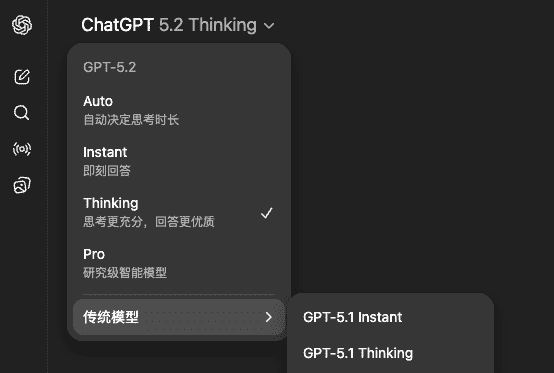 ChatGPT 5.2 Thinking
GPT-5.2
Auto
自动决定思考时长
Instant
即刻回答
Thinking
思考更充分，回答更优质
Pro
研究级智能模型
传统模型
GPT-5.1 Instant
GPT-5.1 Thinking